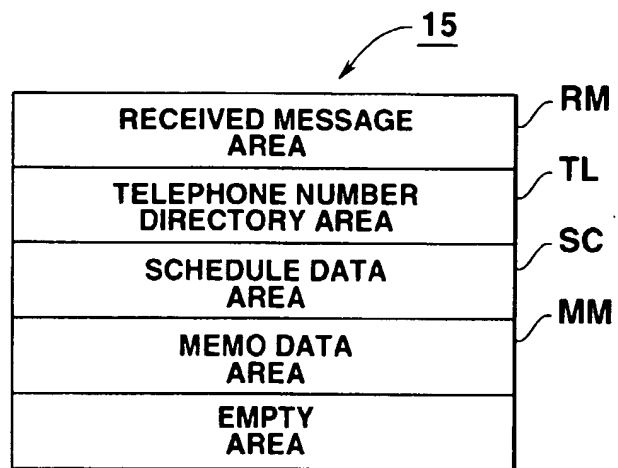 15
RECEIVED MESSAGE
AREA
RM
TELEPHONE NUMBER
DIRECTORY AREA
TL
SCHEDULE DATA
AREA
SC
MEMO DATA
AREA
MM
EMPTY
AREA